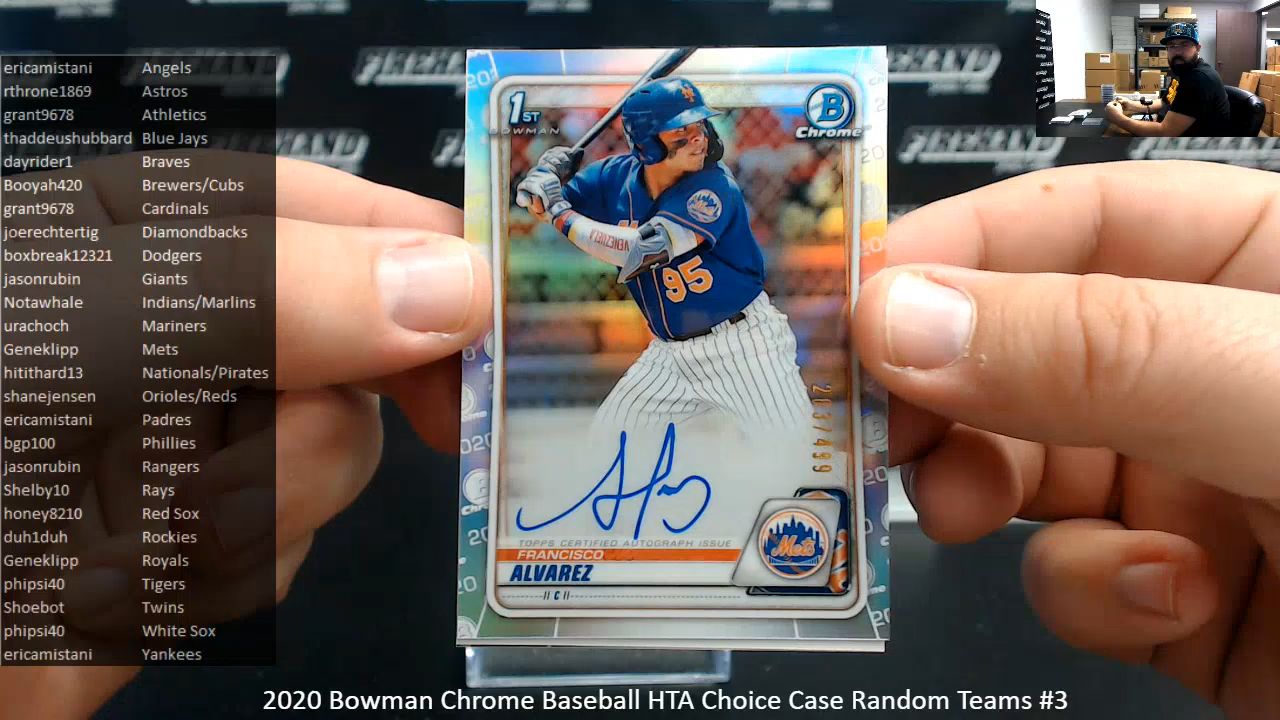 ericamistani Angels
rthrone1869 Astros
grant9678 Athletics
thaddeushubbard Blue Jays
dayrider1 Braves
Booyah420 Brewers/Cubs
grant9678 Cardinals
joerechtertig Diamondbacks
boxbreak12321 Dodgers
jasonrubin Giants
Notawhale Indians/Marlins
urachoch Mariners
Geneklipp Mets
hitithard13 Nationals/Pirates
shanejensen Orioles/Reds
ericamistani Padres
bgp100 Phillies
jasonrubin Rangers
Shelby10 Rays
honey8210 Red Sox
duh1duh Rockies
Geneklipp Royals
phipsi40 Tigers
Shoebot Twins
phipsi40 White Sox
ericamistani Yankees
1ST
BOWMAN
B
Chrome
Mets
VENEZUELA
95
203/499
TOPPS CERTIFIED AUTOGRAPH ISSUE
FRANCISCO
ALVAREZ
Mets
C
2020 Bowman Chrome Baseball HTA Choice Case Random Teams #3